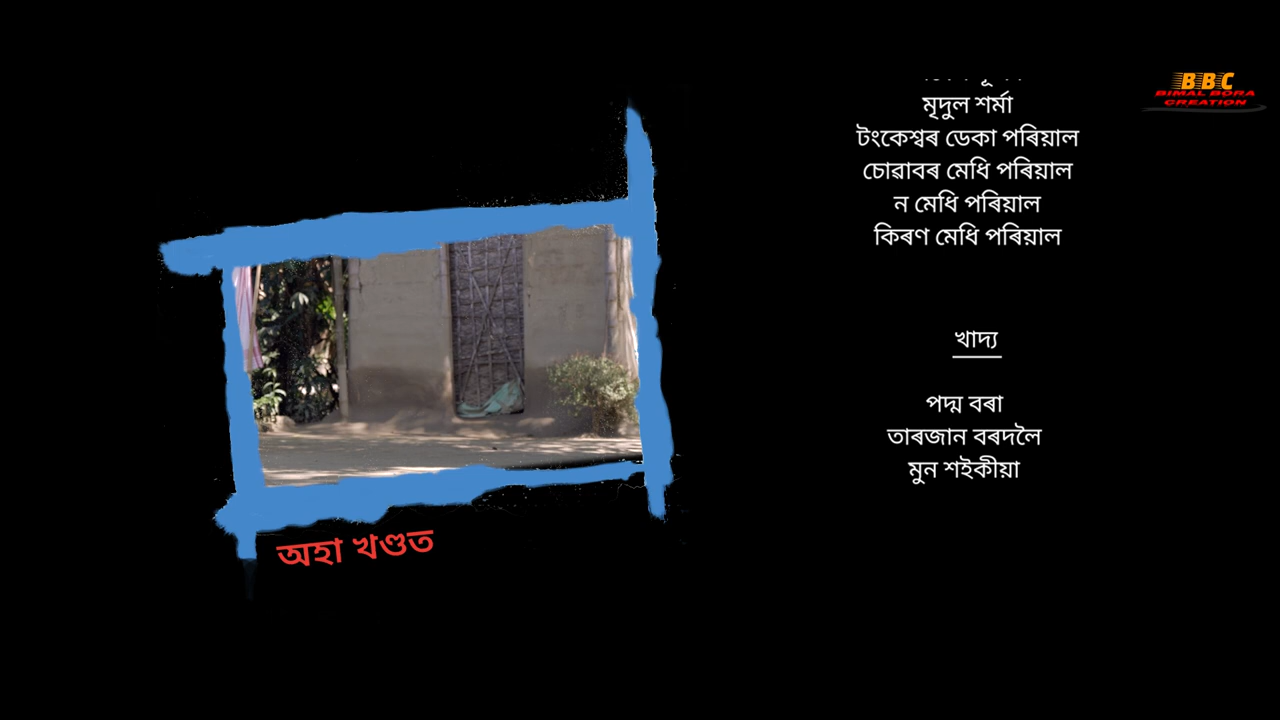 BBC
BIMAL BORA
CREATION
মৃদুল শৰ্মা
টংকেশ্বৰ ডেকা পৰিয়াল
চোৱাবৰ মেধি পৰিয়াল
ন মেধি পৰিয়াল
কিৰণ মেধি পৰিয়াল
খাদ্য
পদ্ম বৰা
তাৰজান বৰদলৈ
মুন শইকীয়া
অহা খণ্ডত